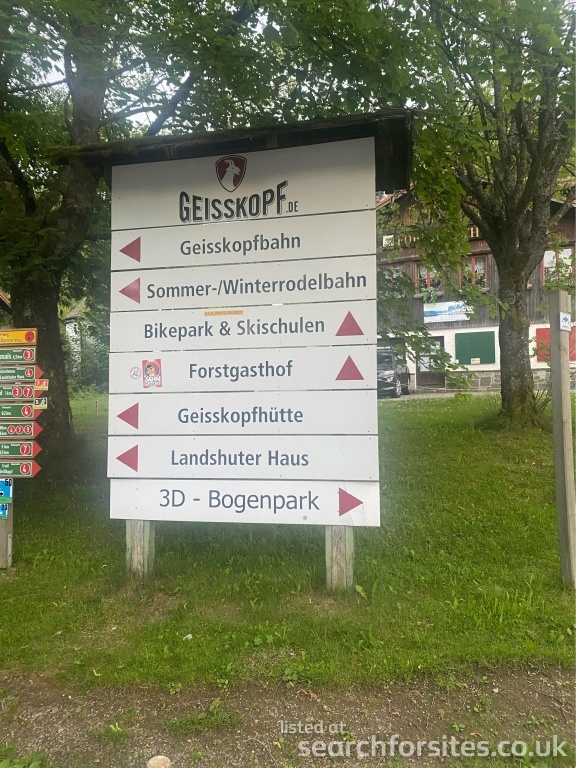 GEISSKOPF.DE
Geisskopfbahn
Sommer-/Winterrodelbahn
Bikepark & Skischulen
Forstgasthof
Geisskopfhütte
Landshuter Haus
3D - Bogenpark
listed at
searchforsites.co.uk